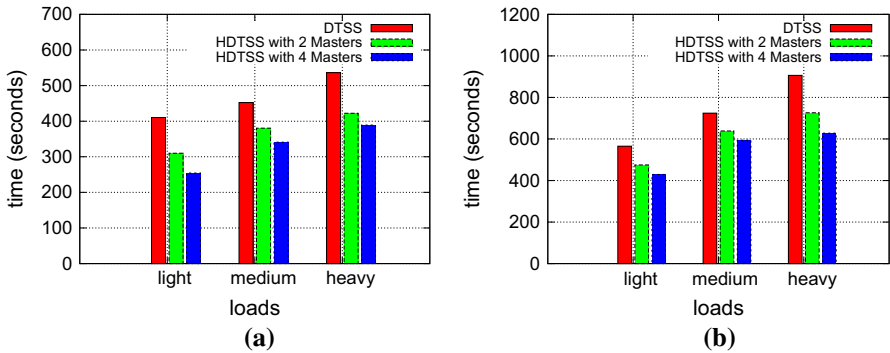 700
600
500
400
300
200
100
0
time (seconds)
DTSS
HDTSS with 2 Masters
HDTSS with 4 Masters
light medium heavy
loads
(a)
1200
1000
800
600
400
200
0
time (seconds)
DTSS
HDTSS with 2 Masters
HDTSS with 4 Masters
light medium heavy
loads
(b)